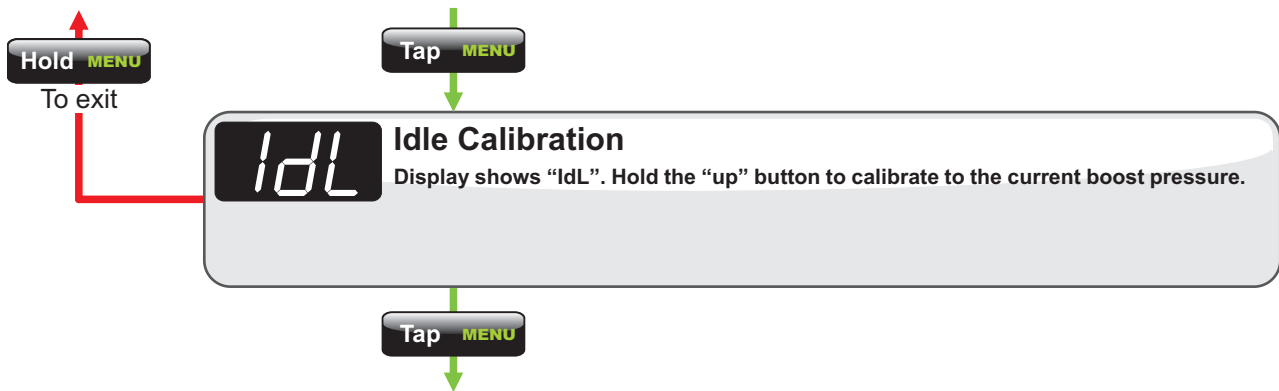 Hold MENU
To exit
Tap MENU
IdL
Idle Calibration
Display shows “IdL”. Hold the “up” button to calibrate to the current boost pressure.
Tap MENU